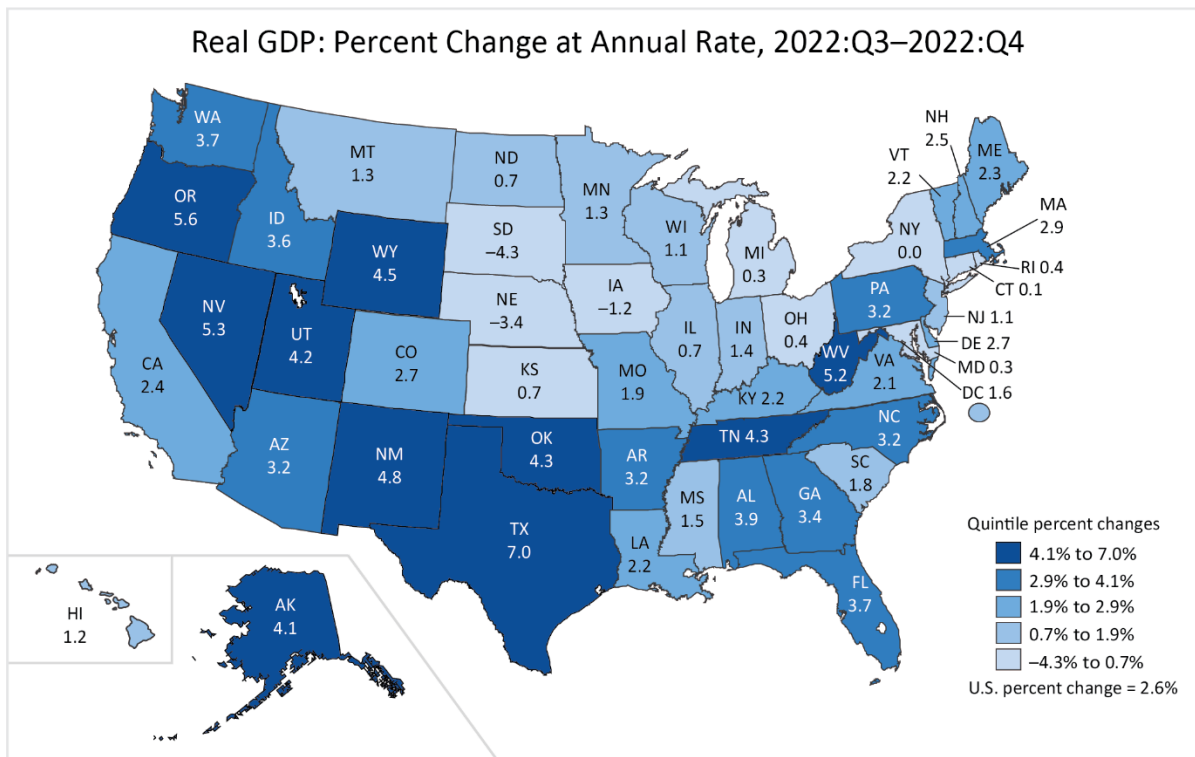 Real GDP: Percent Change at Annual Rate, 2022:Q3–2022:Q4
WA
3.7
MT
1.3
ND
0.7
MN
1.3
NH
2.5
VT
2.2
ME
2.3
OR
5.6
ID
3.6
WY
4.5
SD
–4.3
WI
1.1
MI
0.3
NY
0.0
MA
2.9
RI 0.4
CT 0.1
NV
5.3
UT
4.2
CO
2.7
NE
–3.4
IA
–1.2
IL
0.7
IN
1.4
OH
0.4
PA
3.2
NJ 1.1
DE 2.7
MD 0.3
DC 1.6
CA
2.4
KS
0.7
MO
1.9
KY 2.2
WV
5.2
VA
2.1
AZ
3.2
NM
4.8
OK
4.3
AR
3.2
TN 4.3
NC
3.2
SC
1.8
TX
7.0
LA
2.2
MS
1.5
AL
3.9
GA
3.4
FL
3.7
HI
1.2
AK
4.1
Quintile percent changes
4.1% to 7.0%
2.9% to 4.1%
1.9% to 2.9%
0.7% to 1.9%
–4.3% to 0.7%
U.S. percent change = 2.6%